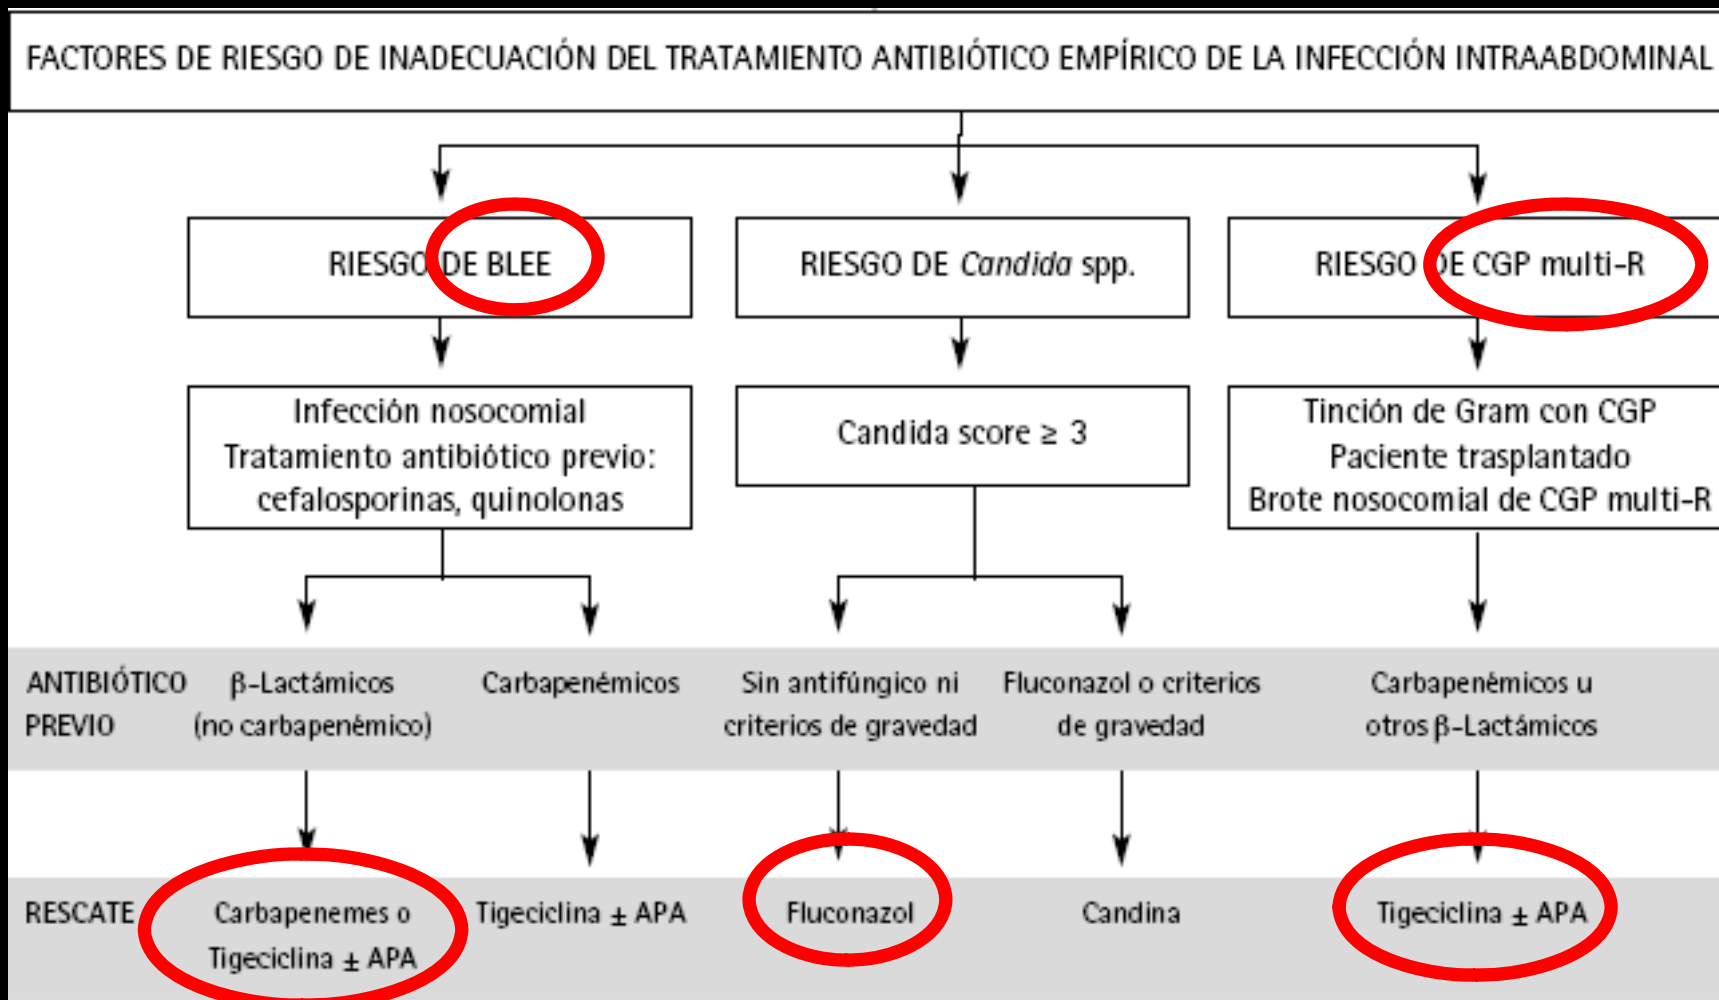 FACTORES DE RIESGO DE INADECUACIÓN DEL TRATAMIENTO ANTIBIÓTICO EMPÍRICO DE LA INFECCIÓN INTRAABDOMINAL
RIESGO DE BLEE
RIESGO DE Candida spp.
RIESGO DE CGP multi-R
Infección nosocomial
Tratamiento antibiótico previo:
cefalosporinas, quinolonas
Candida score ≥ 3
Tinción de Gram con CGP
Paciente trasplantado
Brote nosocomial de CGP multi-R
ANTIBIÓTICO
PREVIO
β-Lactámicos
(no carbapenémico)
Carbapenémicos
Sin antifúngico ni
criterios de gravedad
Fluconazol o criterios
de gravedad
Carbapenémicos u
otros β-Lactámicos
RESCATE
Carbapenemes o
Tigeciclina ± APA
Tigeciclina ± APA
Fluconazol
Candina
Tigeciclina ± APA